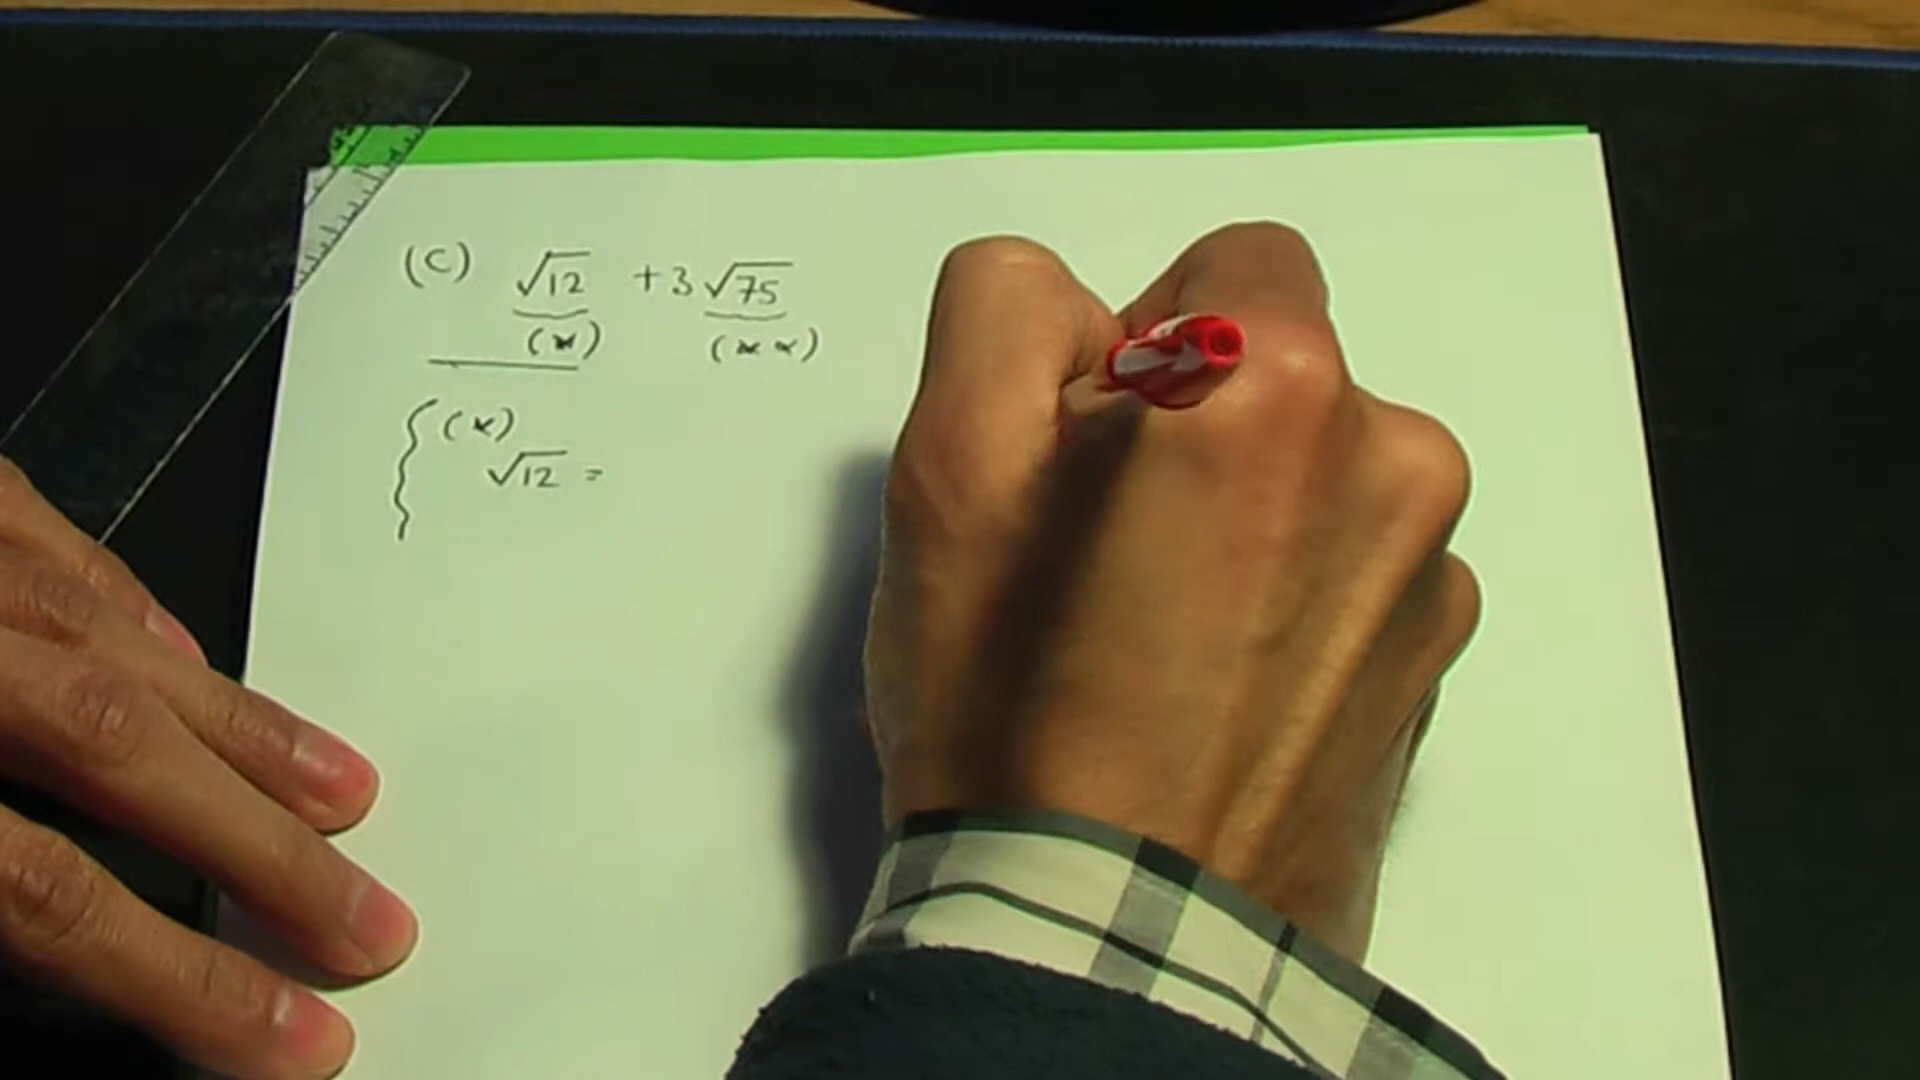 (C) √12 + 3√75
(*) (**)
(*)
√12 =